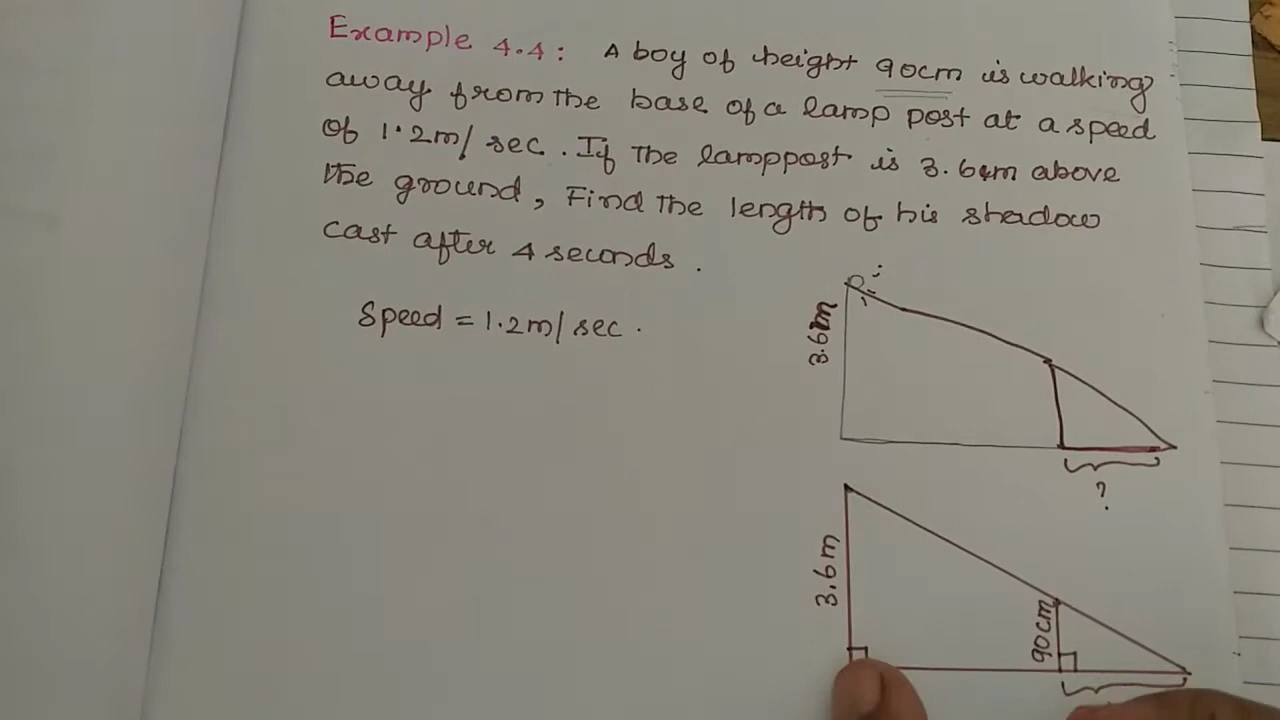 Example 4.4: A boy of height 90cm is walking
away from the base of a lamp post at a speed
of 1.2m/sec. If the lamppost is 3.6m above
the ground, Find the length of his shadow
cast after 4 seconds.
Speed = 1.2m/sec.
3.6m
?
3.6m
90cm